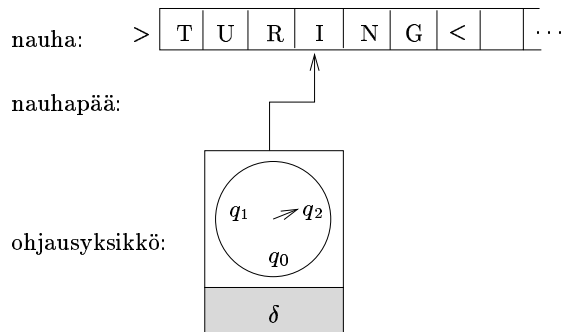 nauha: > T U R I N G < ···
nauhapää:
q₁ q₂
ohjausyksikkö:
q₀
δ